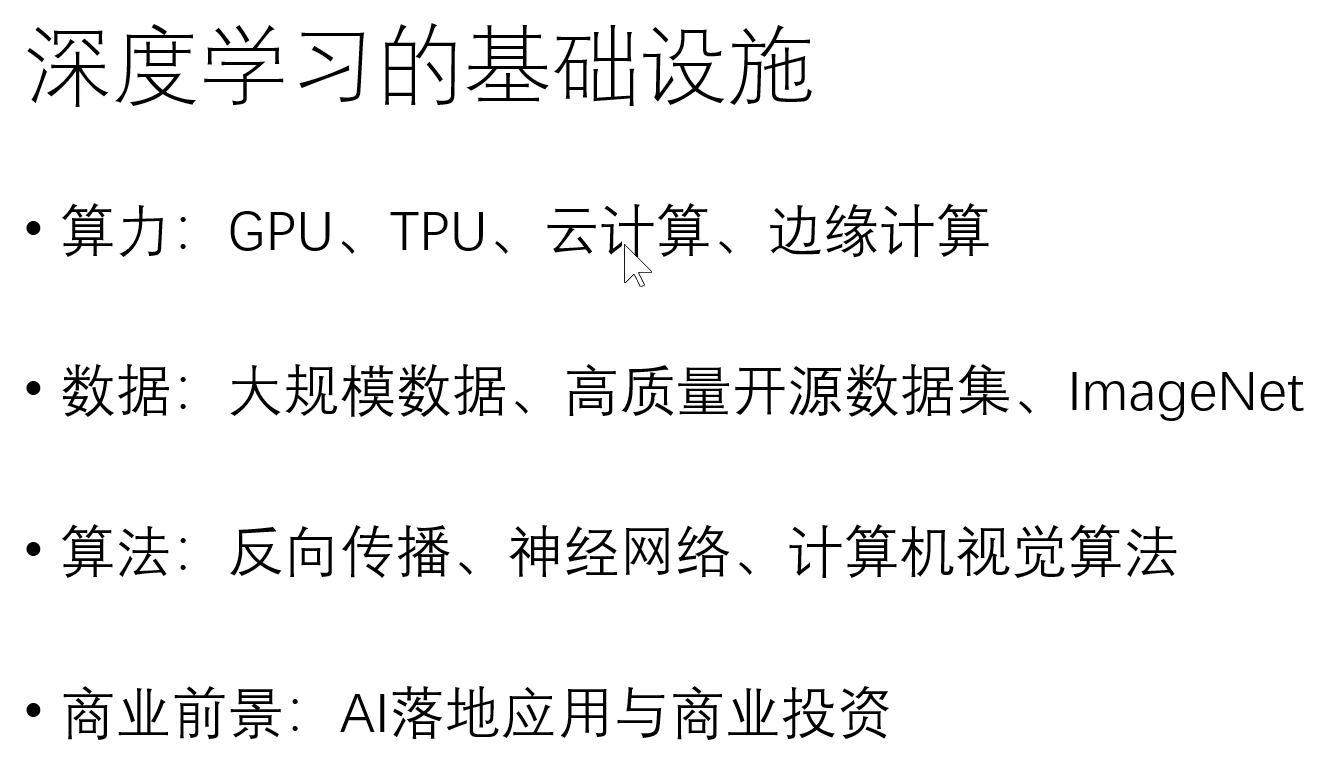 深度学习的基础设施
• 算力：GPU、TPU、云计算、边缘计算
• 数据：大规模数据、高质量开源数据集、ImageNet
• 算法：反向传播、神经网络、计算机视觉算法
• 商业前景：AI落地应用与商业投资